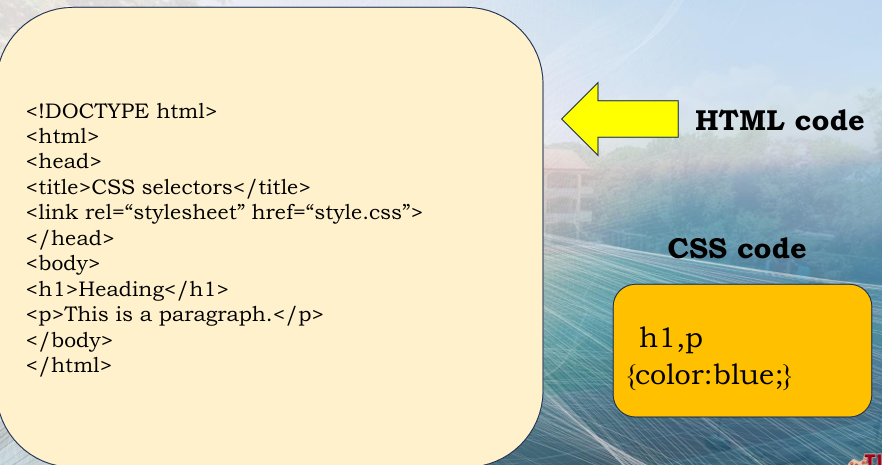 <!DOCTYPE html>
<html>
<head>
<title>CSS selectors</title>
<link rel=“stylesheet” href=“style.css”>
</head>
<body>
<h1>Heading</h1>
<p>This is a paragraph.</p>
</body>
</html>
HTML code
CSS code
h1,p
{color:blue;}